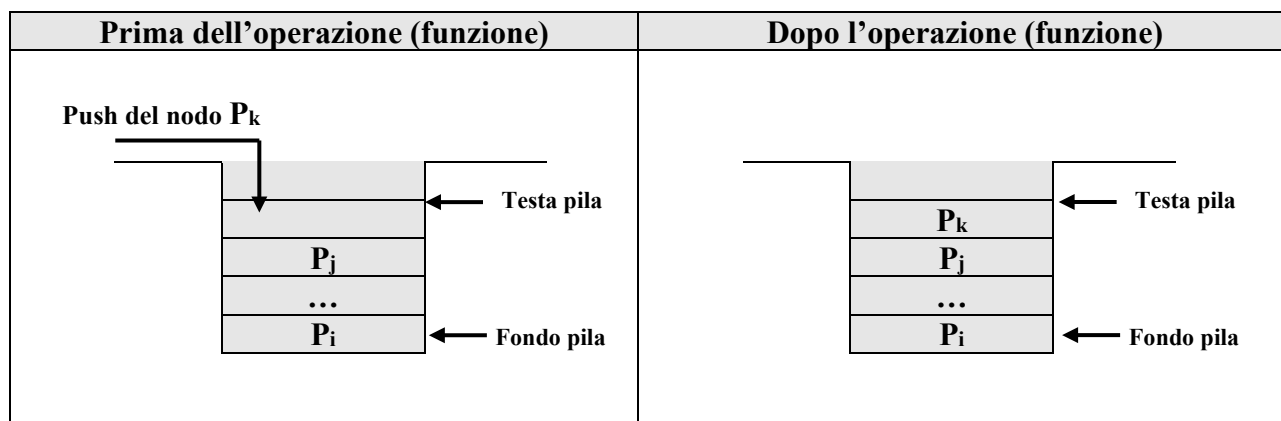 Prima dell’operazione (funzione)
Dopo l’operazione (funzione)
Push del nodo Pk
Testa pila
Pj
…
Pi
Fondo pila
Testa pila
Pk
Pj
…
Pi
Fondo pila